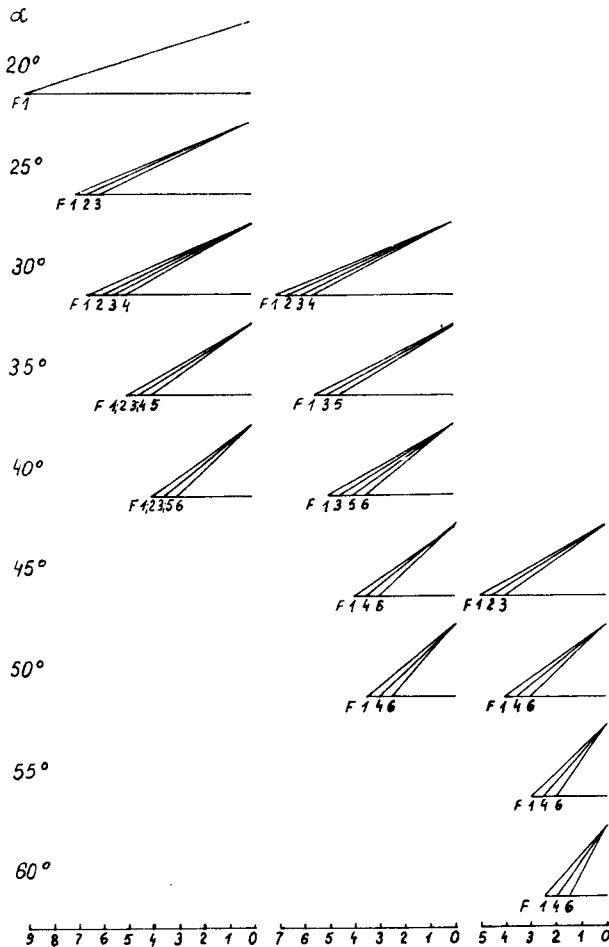 α
20°
F 1
25°
F 1 2 3
30°
F 1 2 3 4
F 1 2 3 4
35°
F 1;2 3;4 5
F 1 3 5
40°
F 1;2 3;5 6
F 1 3 5 6
45°
F 1 4 6
F 1 2 3
50°
F 1 4 6
F 1 4 6
55°
F 1 4 6
60°
F 1 4 6
9 8 7 6 5 4 3 2 1 0 7 6 5 4 3 2 1 0 5 4 3 2 1 0